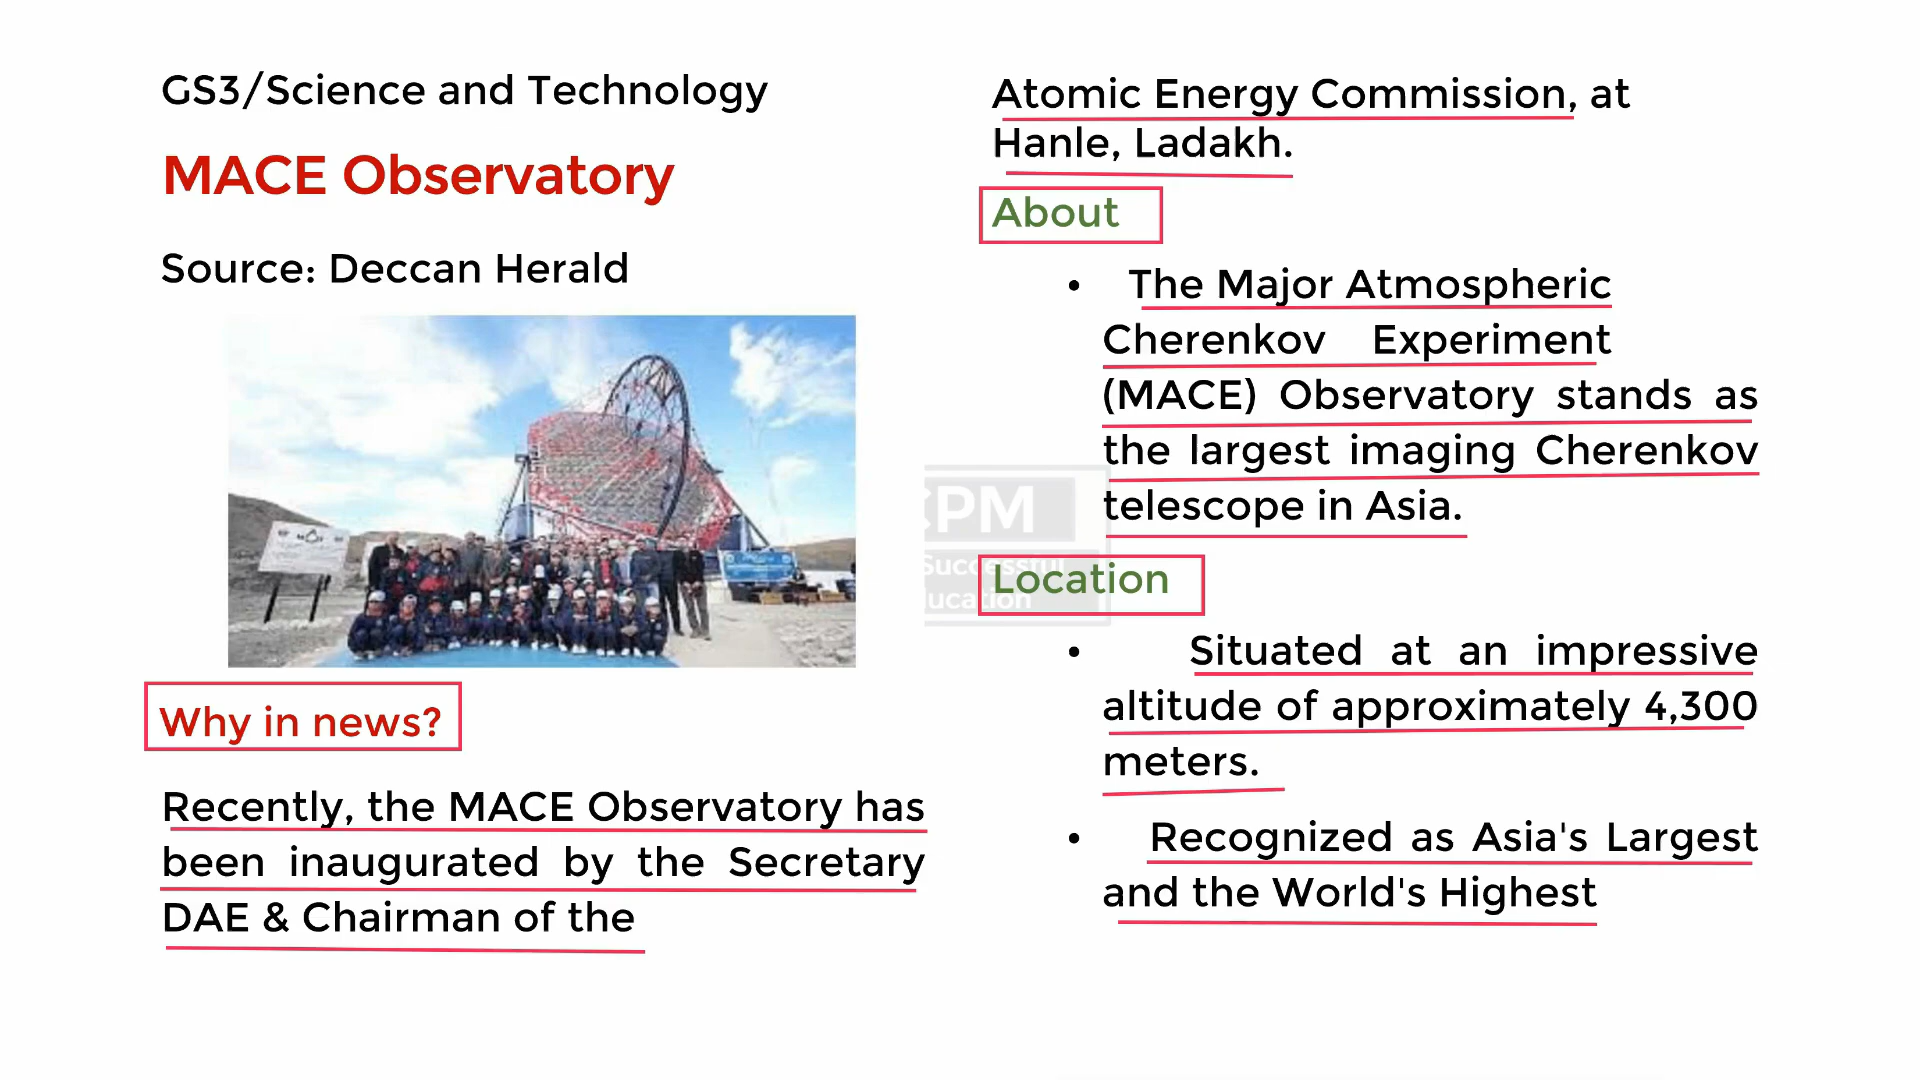 GS3/Science and Technology
MACE Observatory
Source: Deccan Herald
Why in news?
Recently, the MACE Observatory has
been inaugurated by the Secretary
DAE & Chairman of the
Atomic Energy Commission, at
Hanle, Ladakh.
About
• The Major Atmospheric
Cherenkov Experiment
(MACE) Observatory stands as
the largest imaging Cherenkov
telescope in Asia.
Location
• Situated at an impressive
altitude of approximately 4,300
meters.
• Recognized as Asia's Largest
and the World's Highest
CPM
Successful
ucation